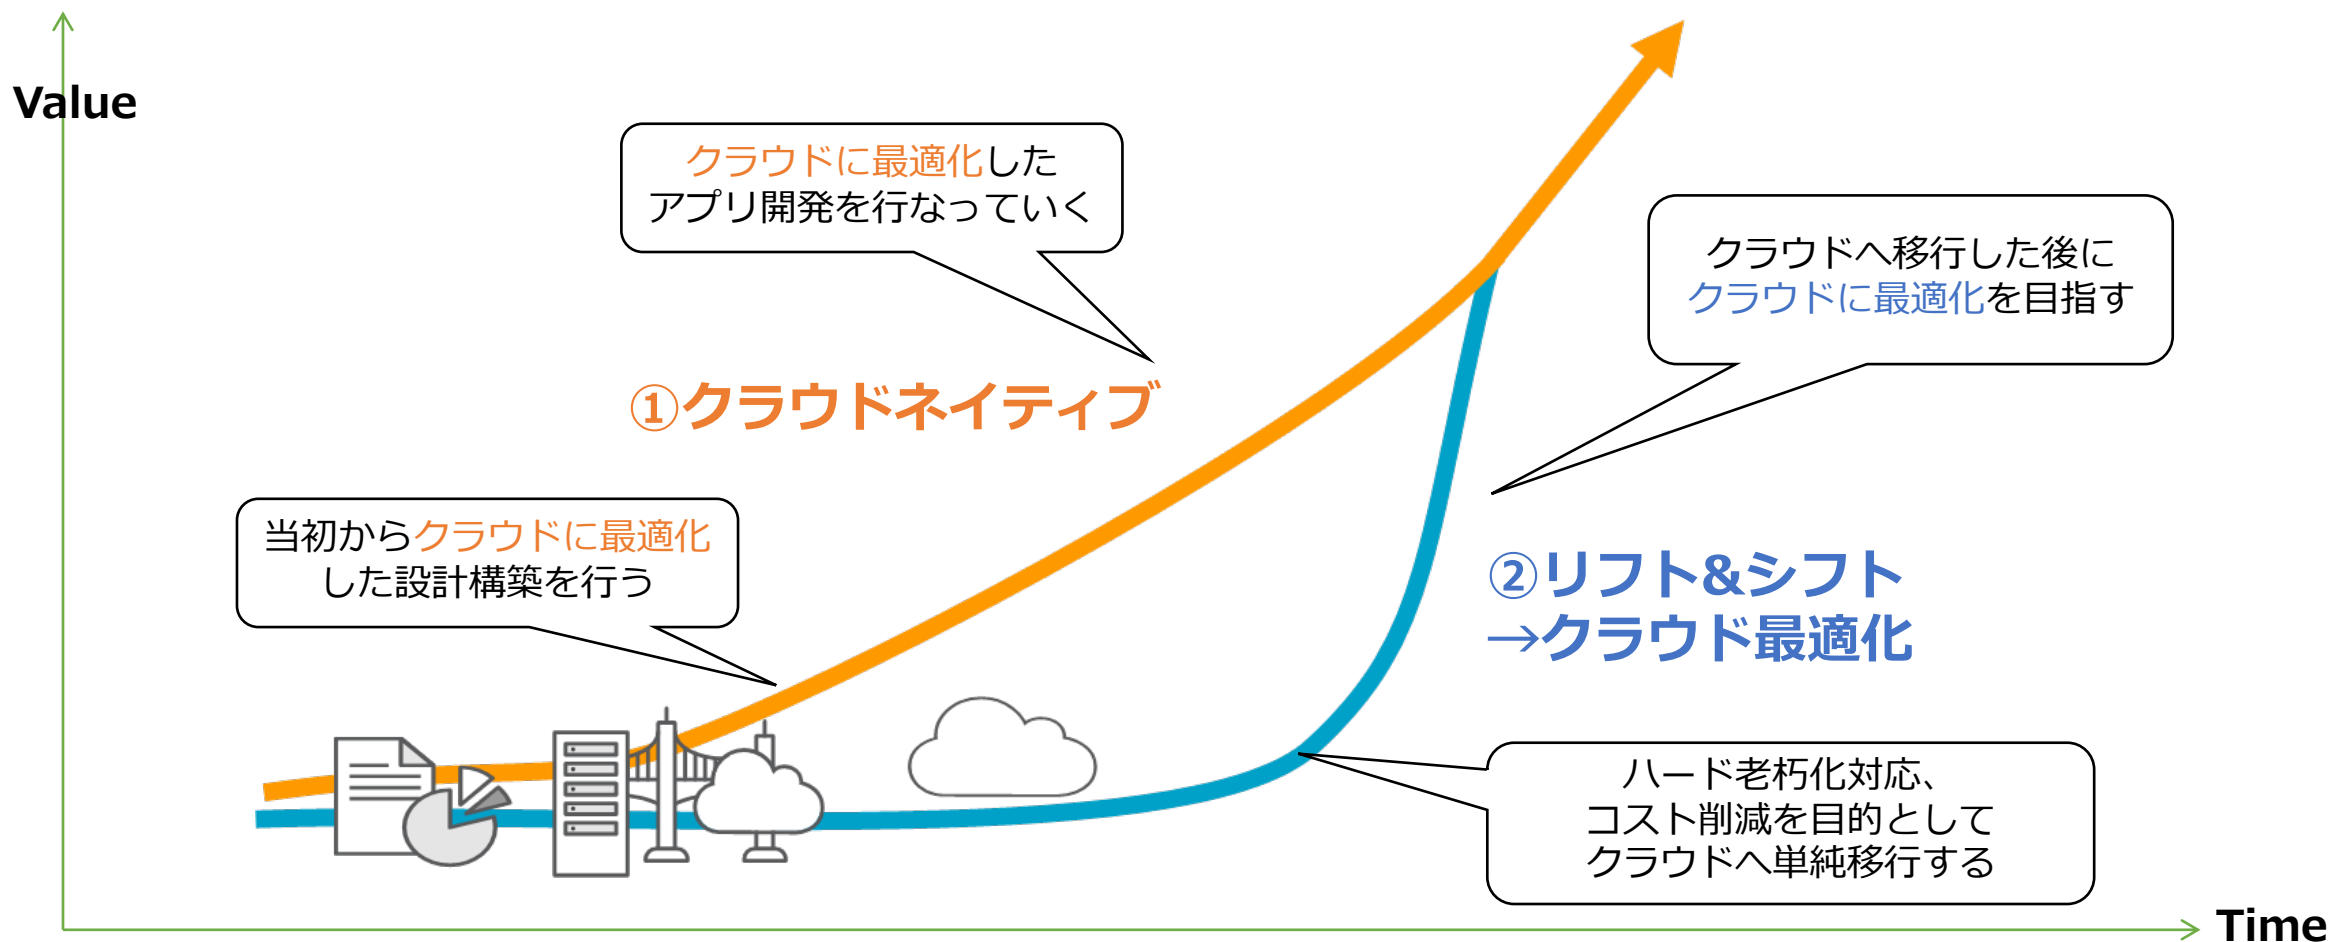 Value
クラウドに最適化した
アプリ開発を行なっていく
クラウドへ移行した後に
クラウドに最適化を目指す
①クラウドネイティブ
当初からクラウドに最適化
した設計構築を行う
②リフト&シフト
→クラウド最適化
ハード老朽化対応、
コスト削減を目的として
クラウドへ単純移行する
Time